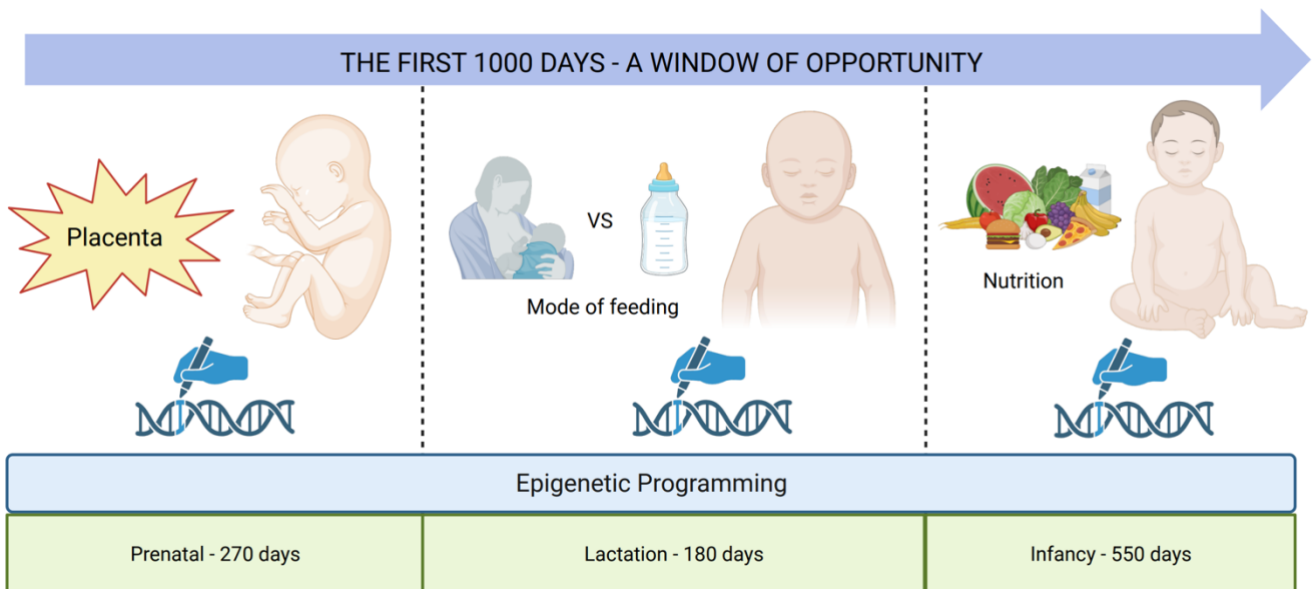 THE FIRST 1000 DAYS - A WINDOW OF OPPORTUNITY
Placenta
VS
Mode of feeding
Nutrition
Epigenetic Programming
Prenatal - 270 days
Lactation - 180 days
Infancy - 550 days